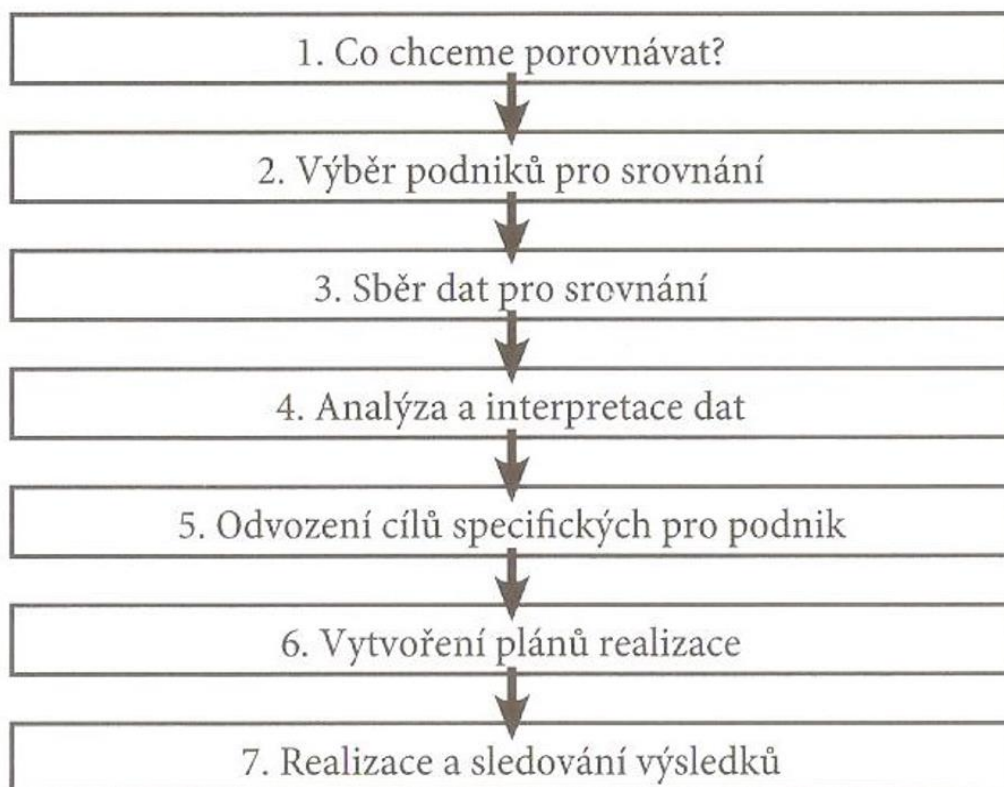 1. Co chceme porovnávat?
2. Výběr podniků pro srovnání
3. Sběr dat pro srovnání
4. Analýza a interpretace dat
5. Odvození cílů specifických pro podnik
6. Vytvoření plánů realizace
7. Realizace a sledování výsledků